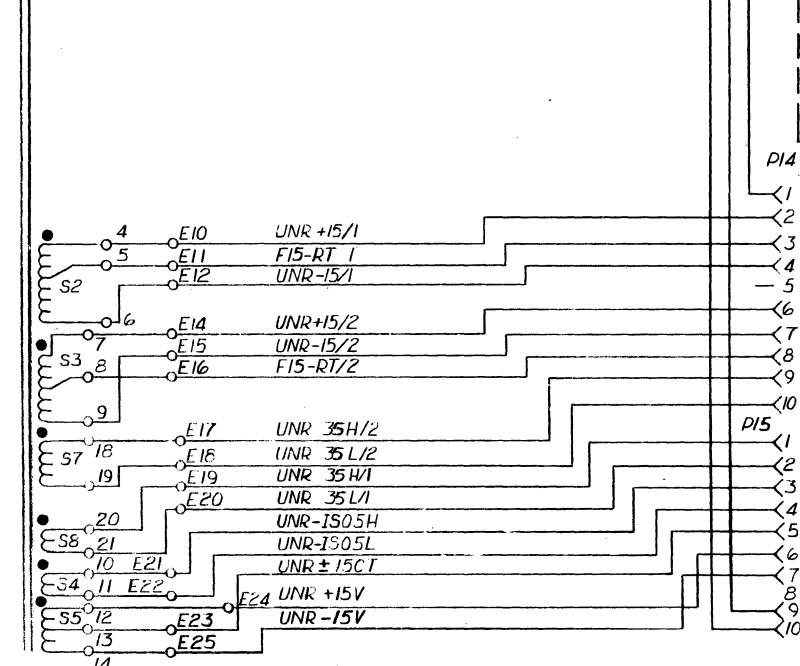 P14
1
2
4 E10 UNR +15/1
3
5 E11 F15-RT 1
4
S2 E12 UNR-15/1
— 5
6
6 E14 UNR+15/2
7
7 E15 UNR-15/2
S3 8 E16 F15-RT/2
8
9
9
10
P15
E17 UNR 35H/2
1
S7 18 E18 UNR 35L/2
2
19 E19 UNR 35H/1
3
E20 UNR 35L/1
4
20 UNR-ISO5H
5
S8 21 UNR-ISO5L
6
10 E21 UNR±15CT
7
S4 11 E22 E24 UNR +15V
8
S5 12 E23 UNR-15V
9
10
13 E25
14